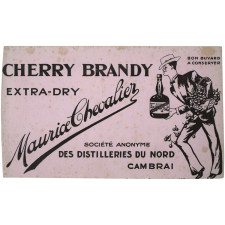 BON BUVARD
A CONSERVER
CHERRY BRANDY
EXTRA-DRY
Maurice Chevalier
SOCIÉTÉ ANONYME
DES DISTILLERIES DU NORD
CAMBRAI